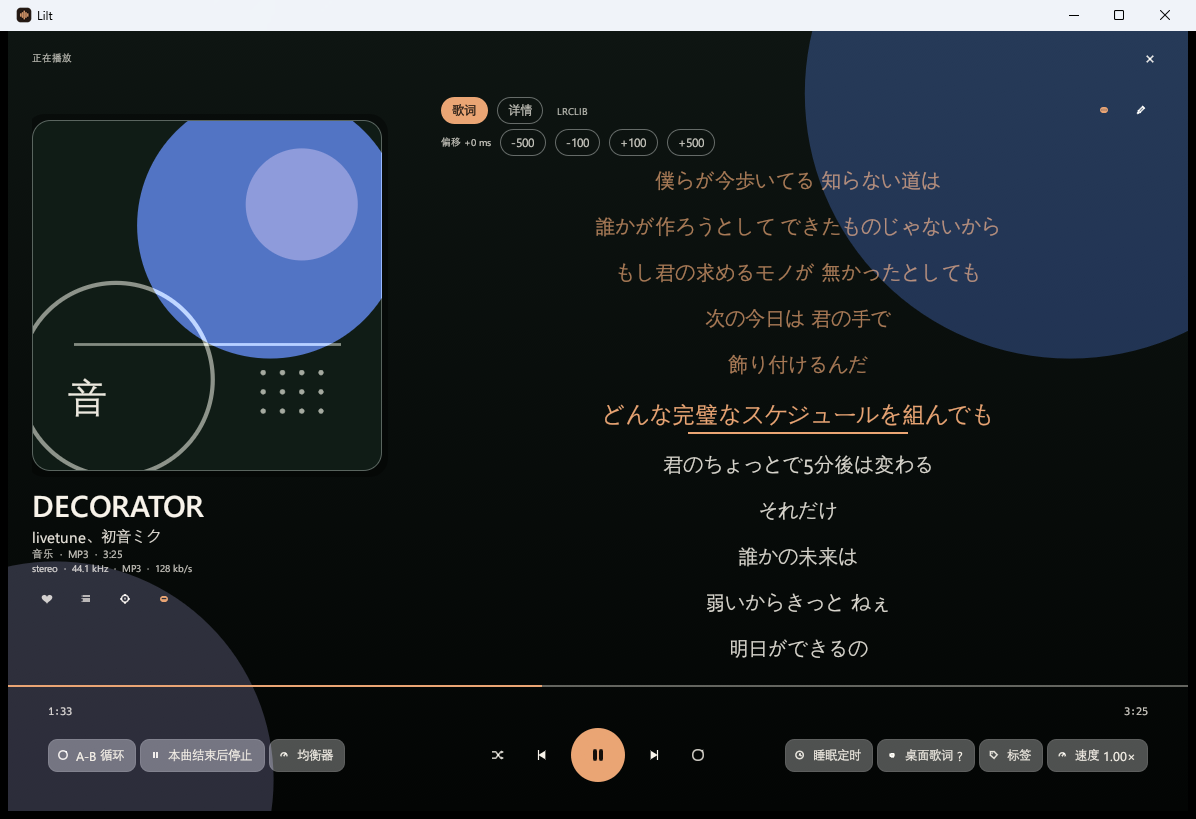 Lilt
正在播放
歌词 详情 LRCLIB
偏移 +0 ms -500 -100 +100 +500
僕らが今歩いてる 知らない道は
誰かが作ろうとして できたものじゃないから
もし君の求めるモノが 無かったとしても
次の今日は 君の手で
飾り付けるんだ
どんな完璧なスケジュールを組んでも
君のちょっとで5分後は変わる
それだけ
誰かの未来は
弱いからきっと ねぇ
明日ができるの
音
DECORATOR
livetune、初音ミク
音乐 · MP3 · 3:25
stereo · 44.1 kHz · MP3 · 128 kb/s
1:33 3:25
A-B 循环 本曲结束后停止 均衡器 睡眠定时 桌面歌词 ? 标签 速度 1.00×